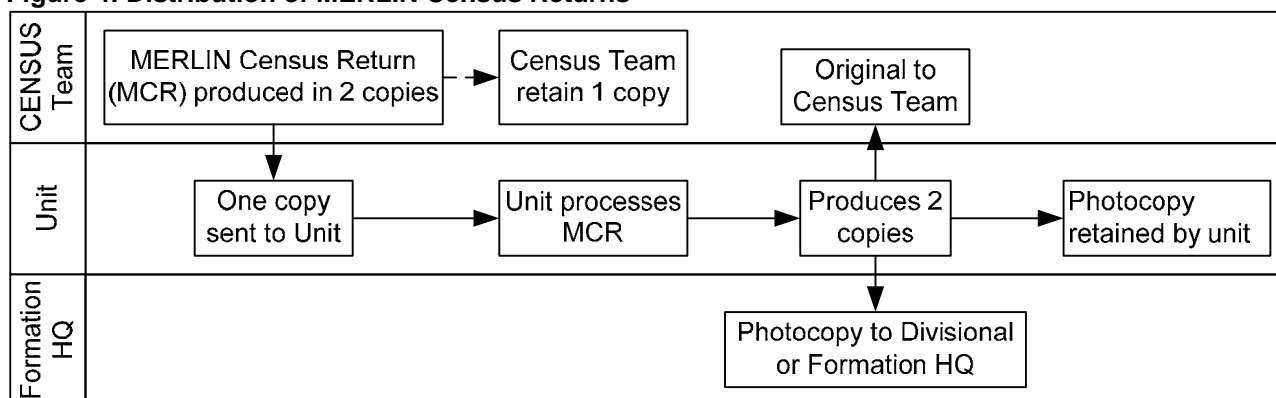 Figure 4: Distribution of MERLIN Census Returns
CENSUS
Team
MERLIN Census Return
(MCR) produced in 2 copies
Census Team
retain 1 copy
Original to
Census Team
Unit
One copy
sent to Unit
Unit processes
MCR
Produces 2
copies
Photocopy
retained by unit
Formation
HQ
Photocopy to Divisional
or Formation HQ